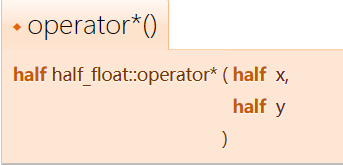 operator*()
half half_float::operator* ( half x,
half y
)